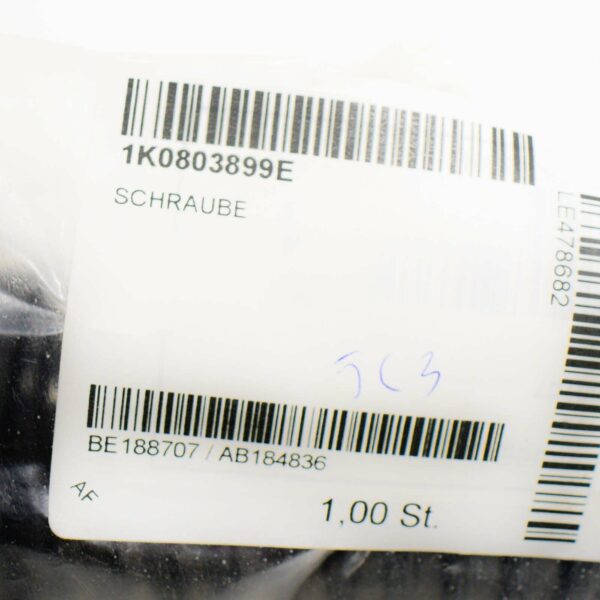 1K0803899E
SCHRAUBE
LE478682
BE188707 / AB184836
AF
1,00 St.